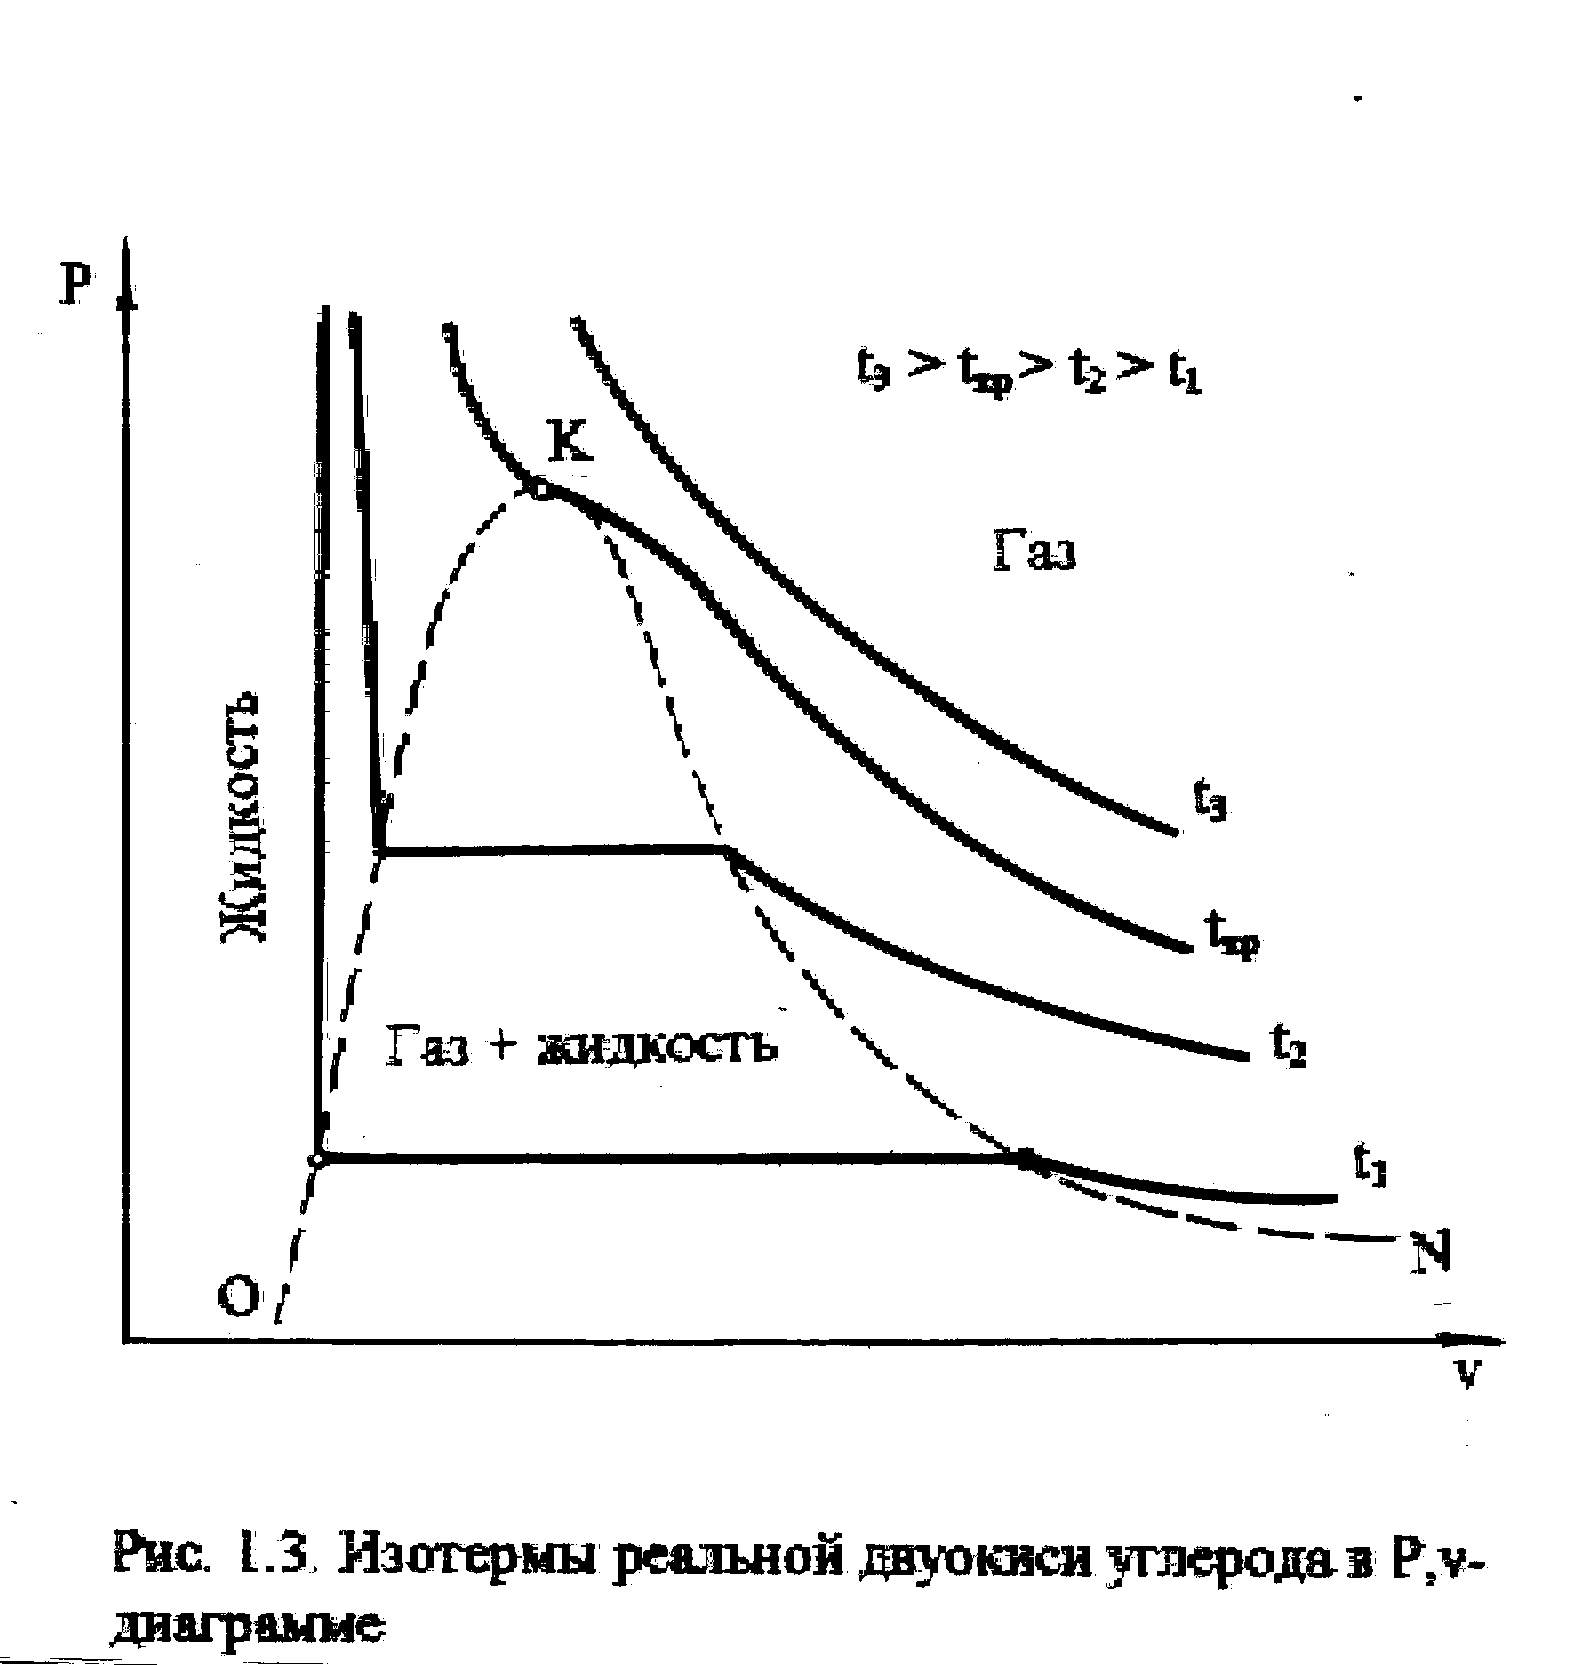 P
t₃ > tкр > t₂ > t₁
K
Газ
Жидкость
t₃
tкр
Газ + жидкость
t₂
t₁
N
O
v
Рис. 1.3. Изотермы реальной двуокиси углерода в P,v-
диаграмме